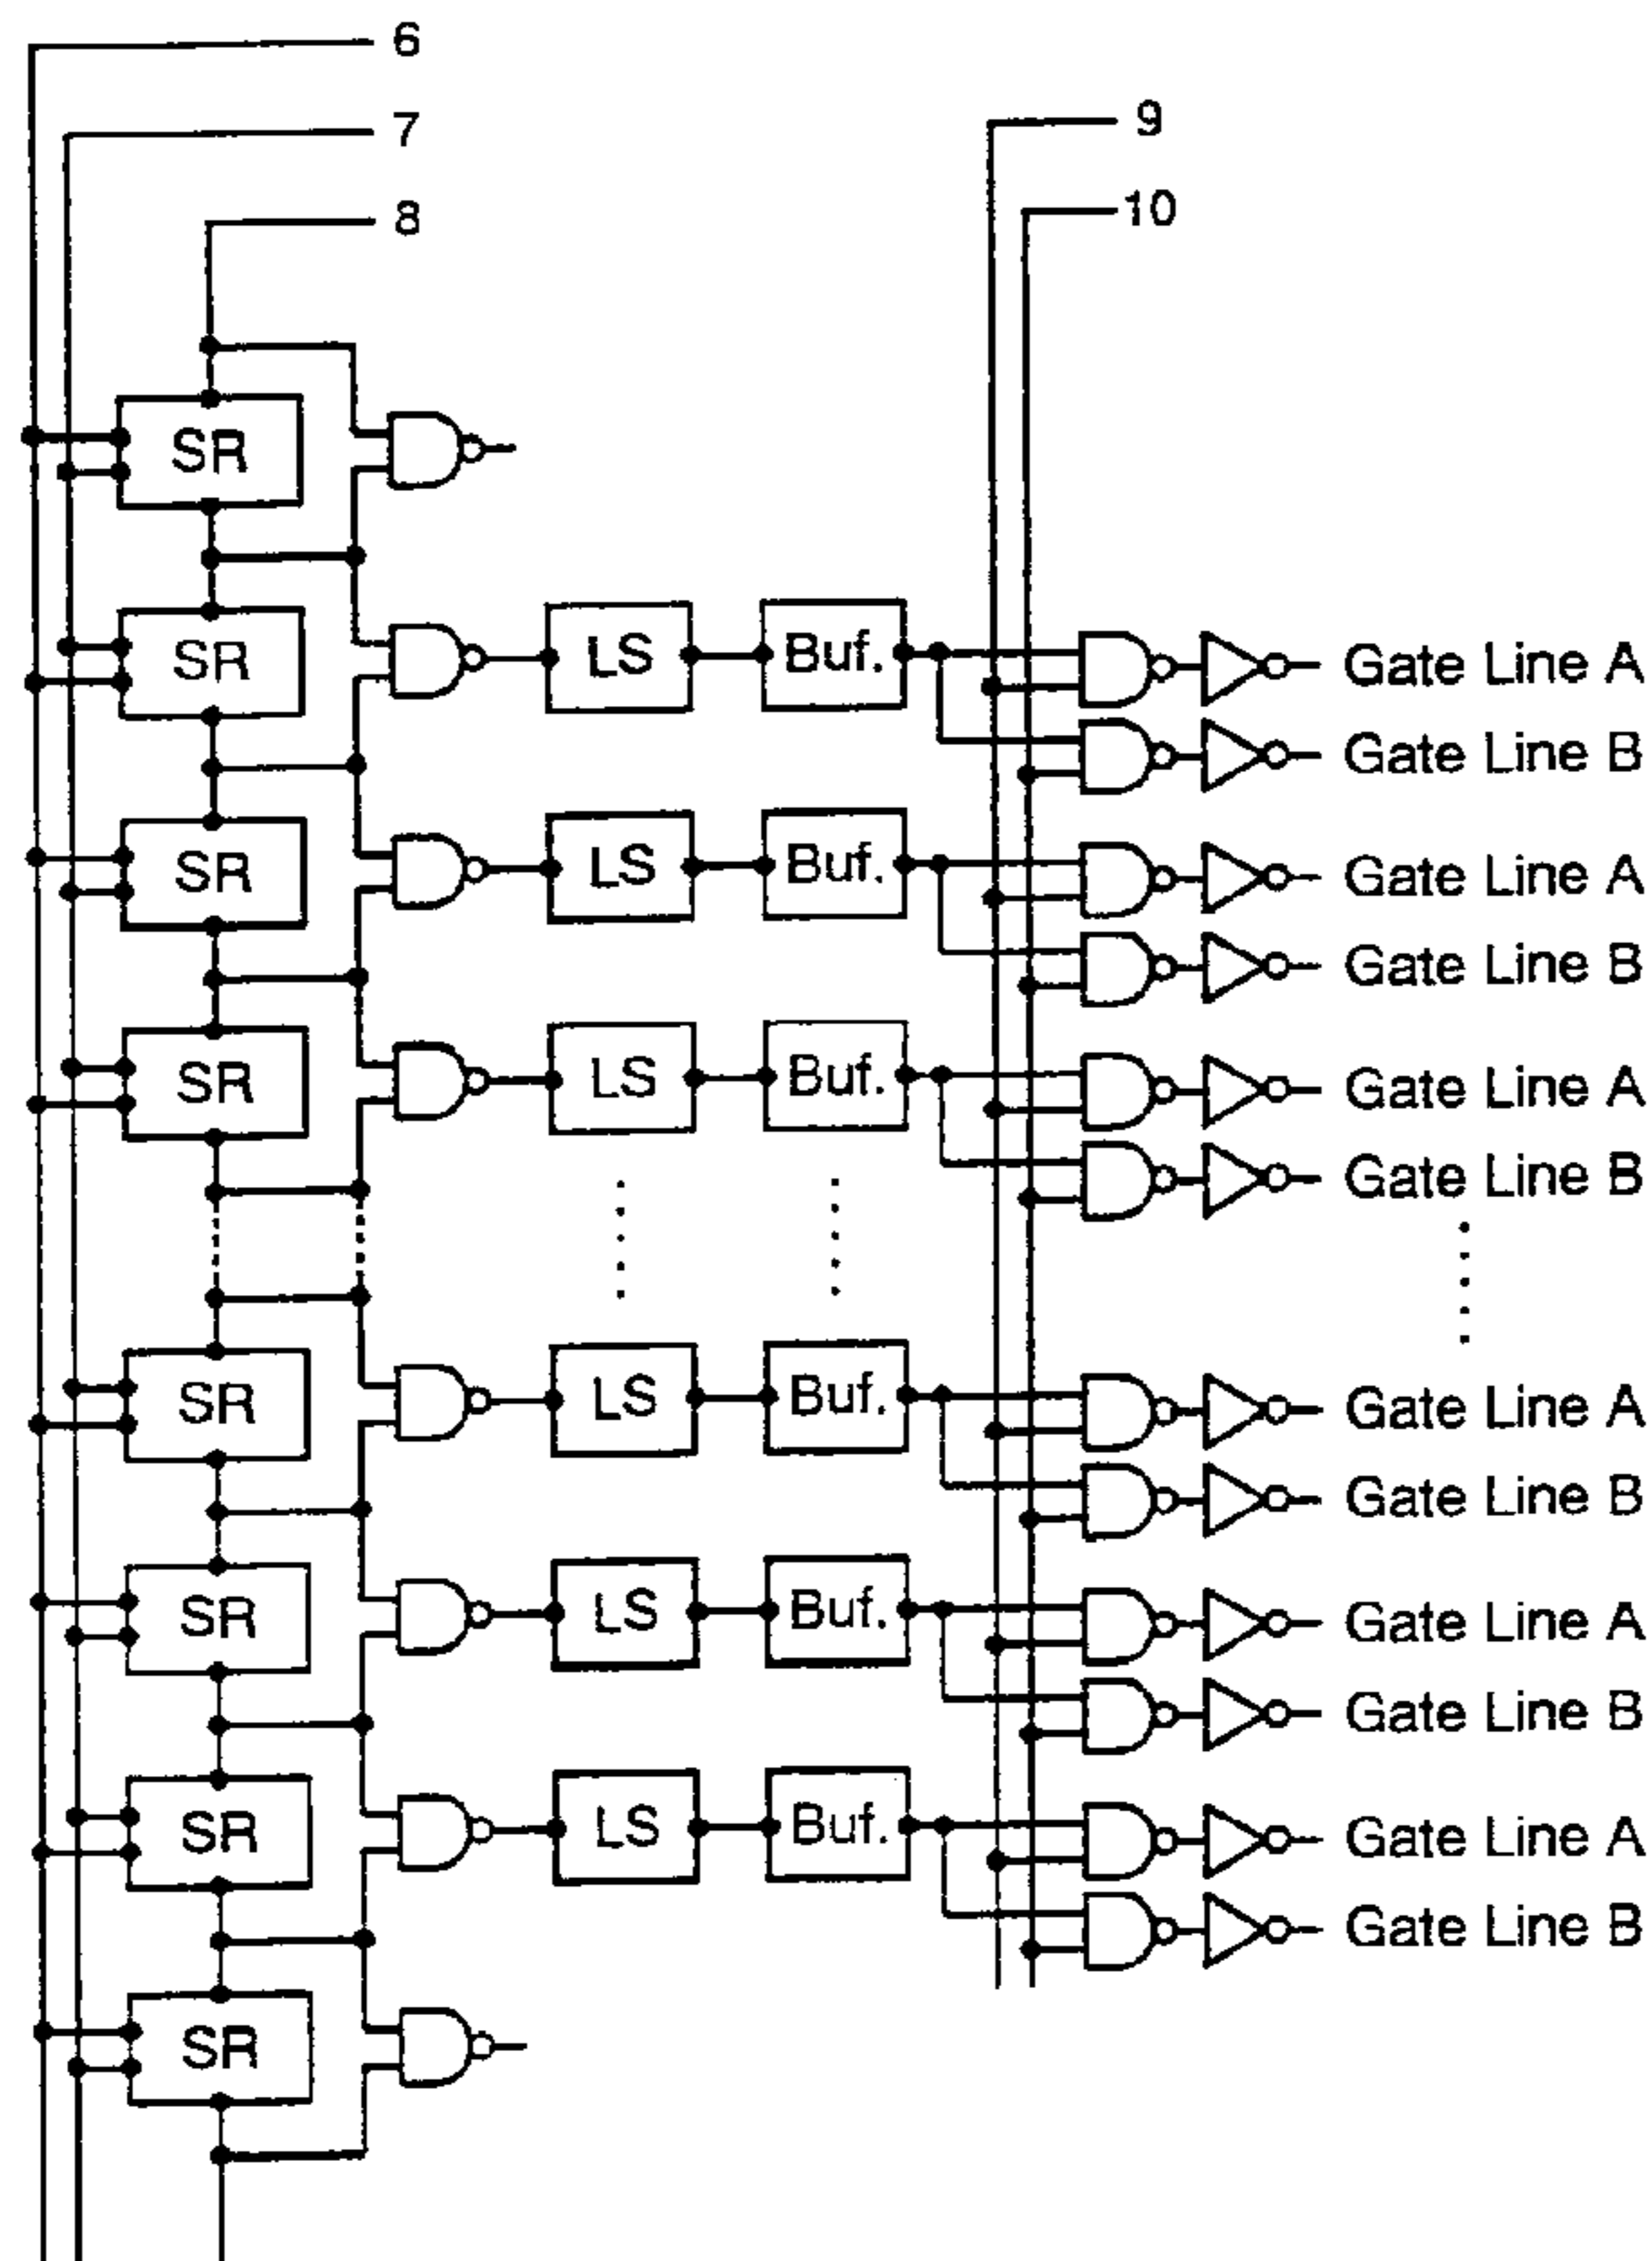 6
7
9
8
10
SR
SR LS Buf. Gate Line A
Gate Line B
SR LS Buf. Gate Line A
Gate Line B
SR LS Buf. Gate Line A
Gate Line B
SR LS Buf. Gate Line A
Gate Line B
SR LS Buf. Gate Line A
Gate Line B
SR LS Buf. Gate Line A
Gate Line B
SR